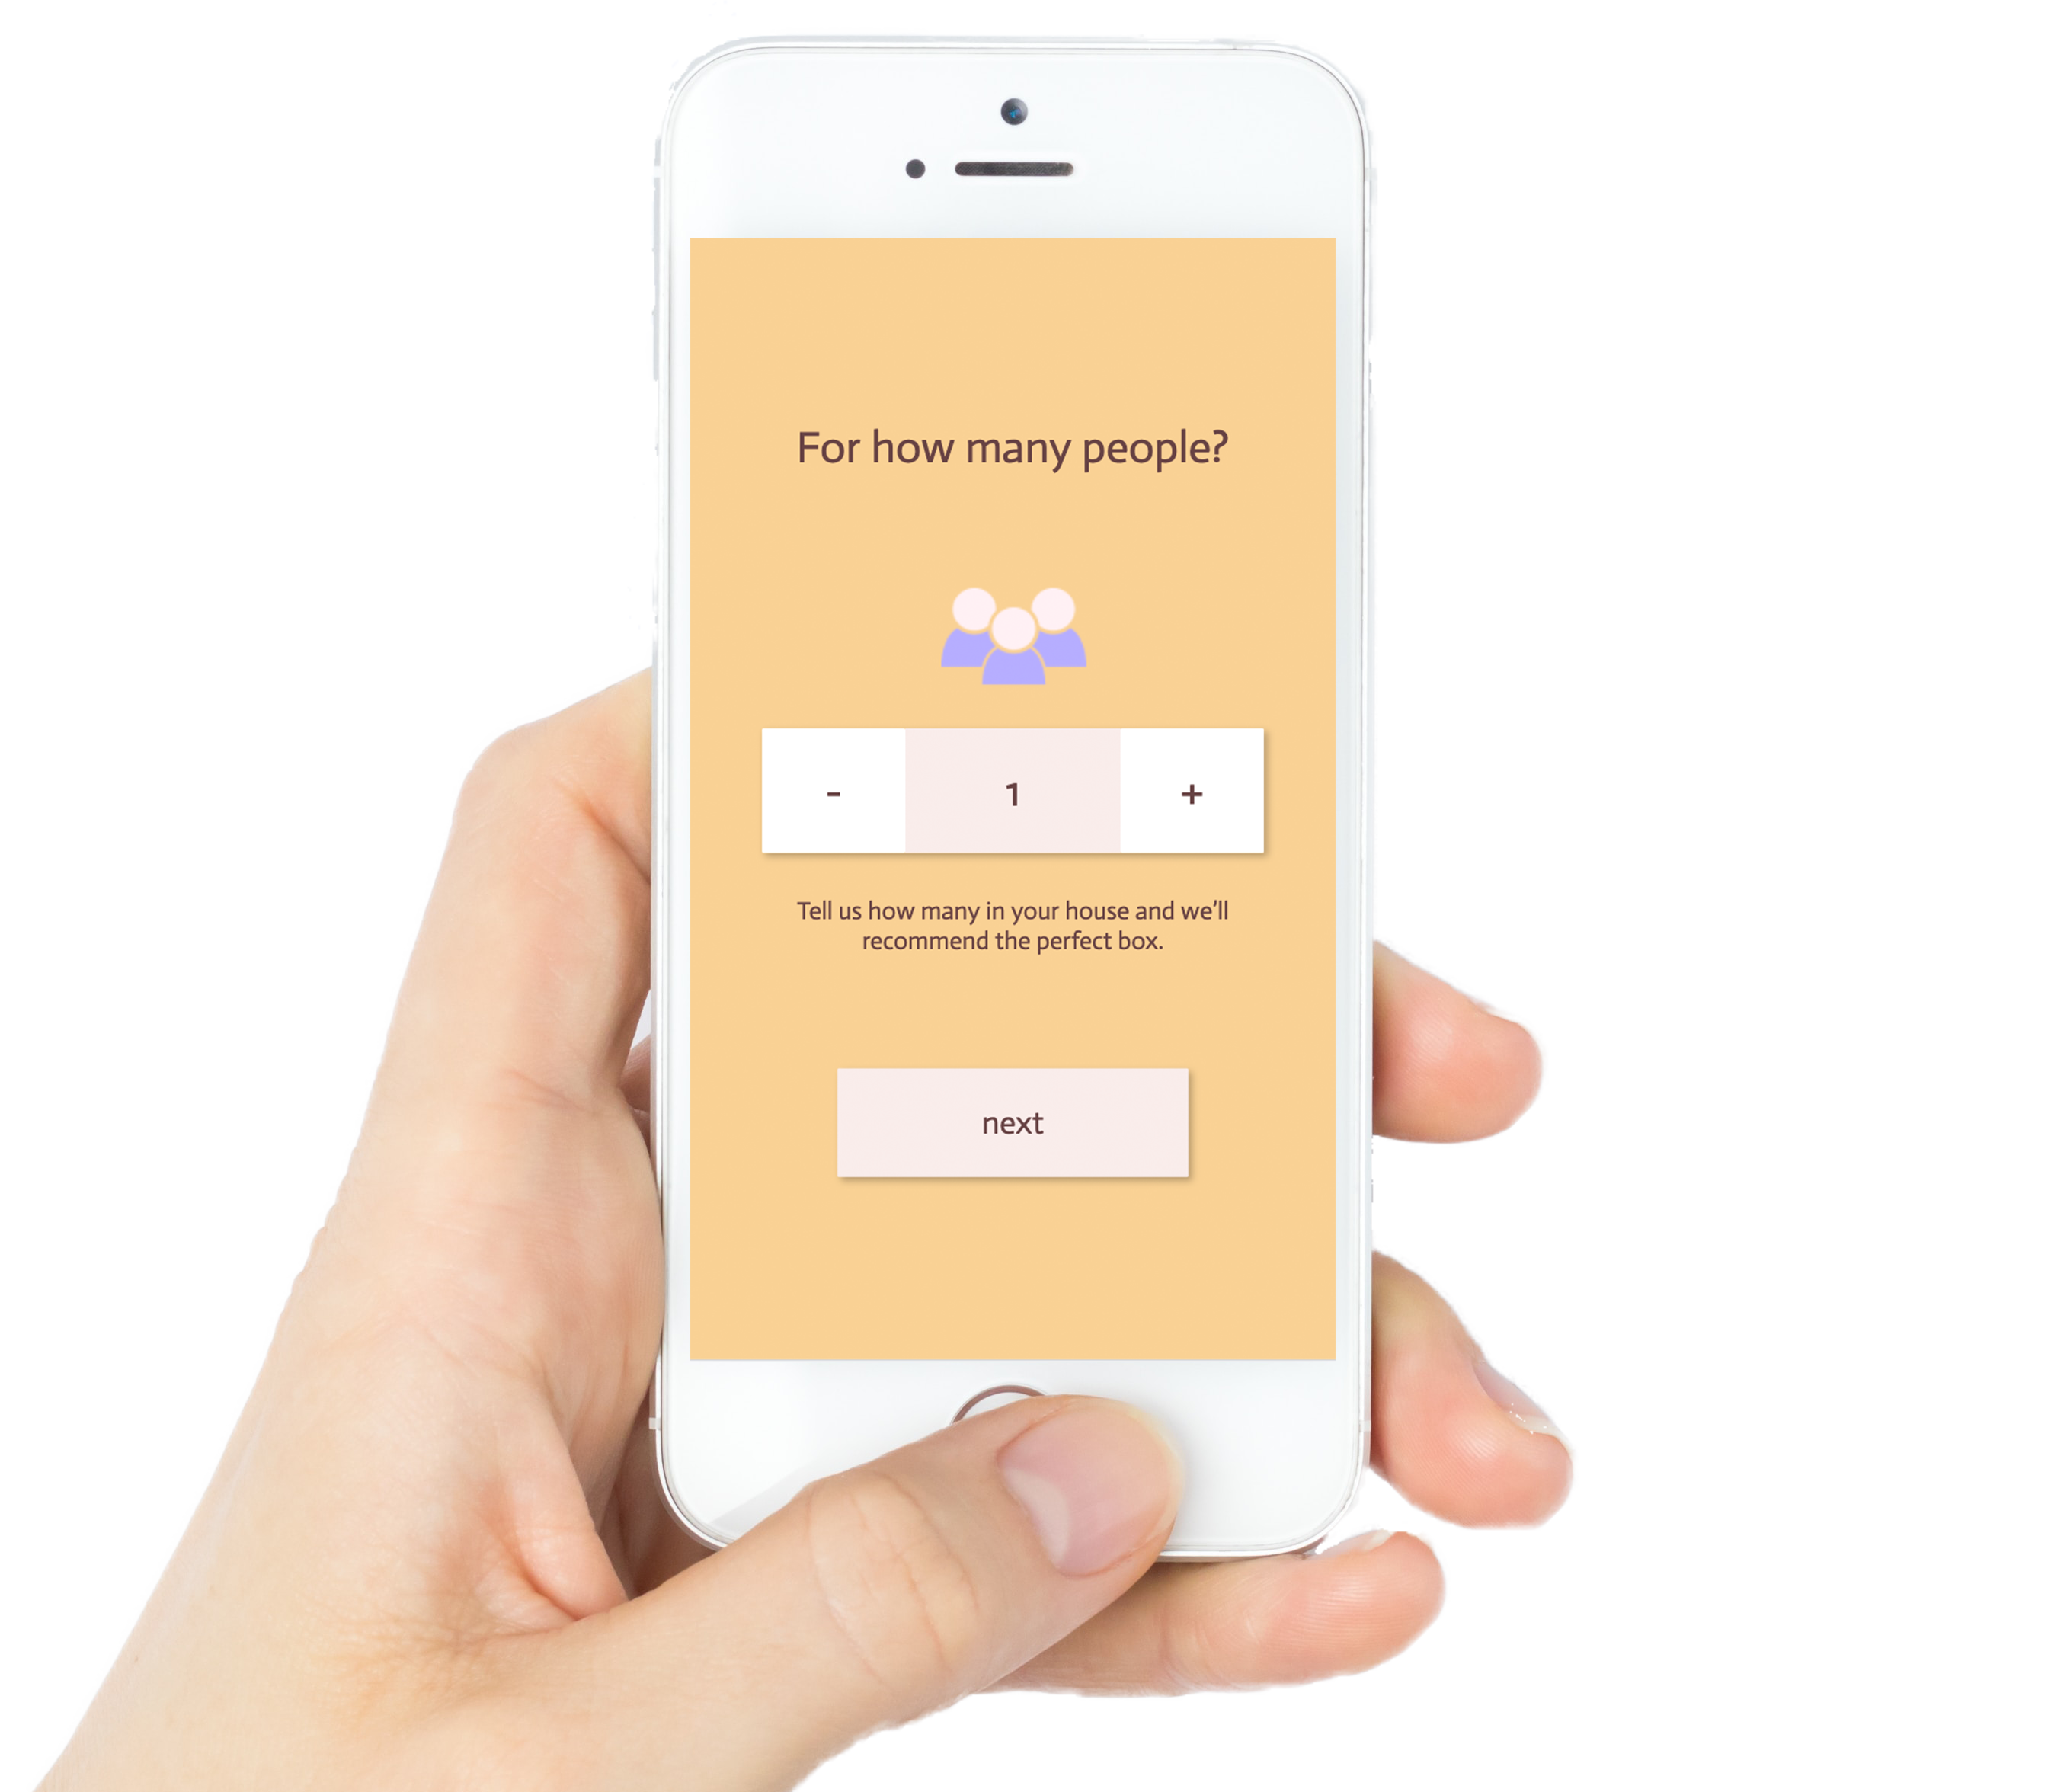 For how many people?
- 1 +
Tell us how many in your house and we'll
recommend the perfect box.
next